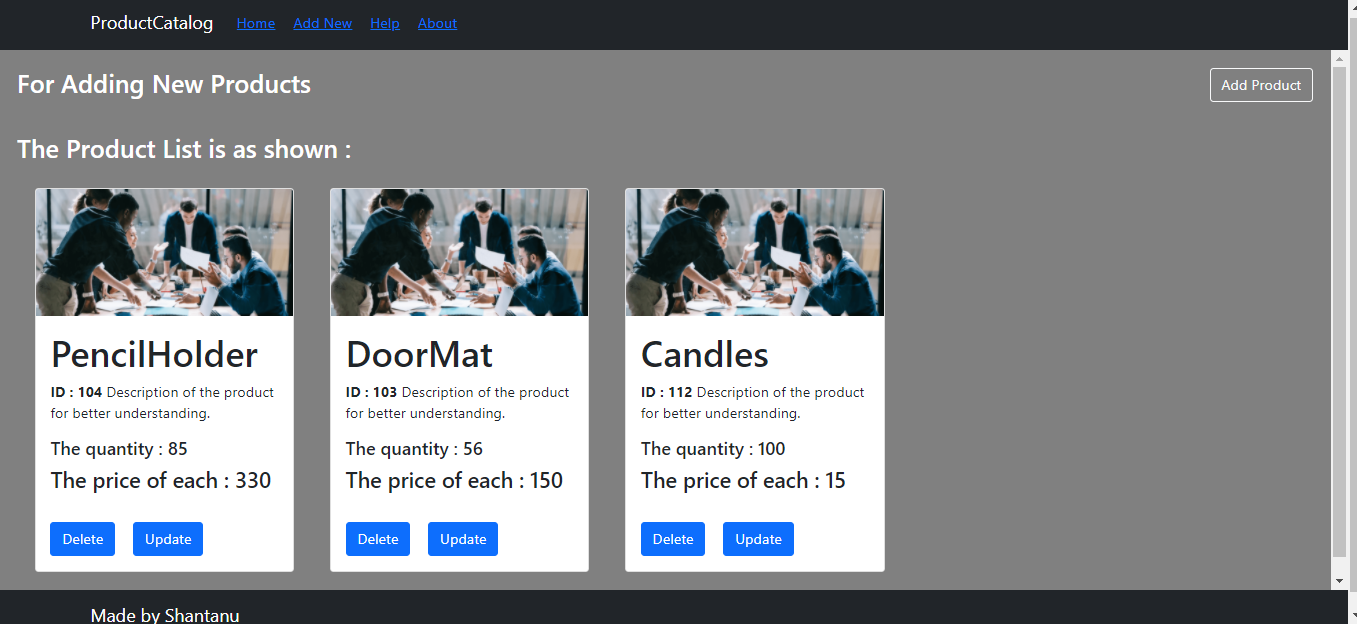 ProductCatalog Home Add New Help About
For Adding New Products
Add Product
The Product List is as shown :
PencilHolder
ID : 104 Description of the product
for better understanding.
The quantity : 85
The price of each : 330
Delete Update
DoorMat
ID : 103 Description of the product
for better understanding.
The quantity : 56
The price of each : 150
Delete Update
Candles
ID : 112 Description of the product
for better understanding.
The quantity : 100
The price of each : 15
Delete Update
Made by Shantanu